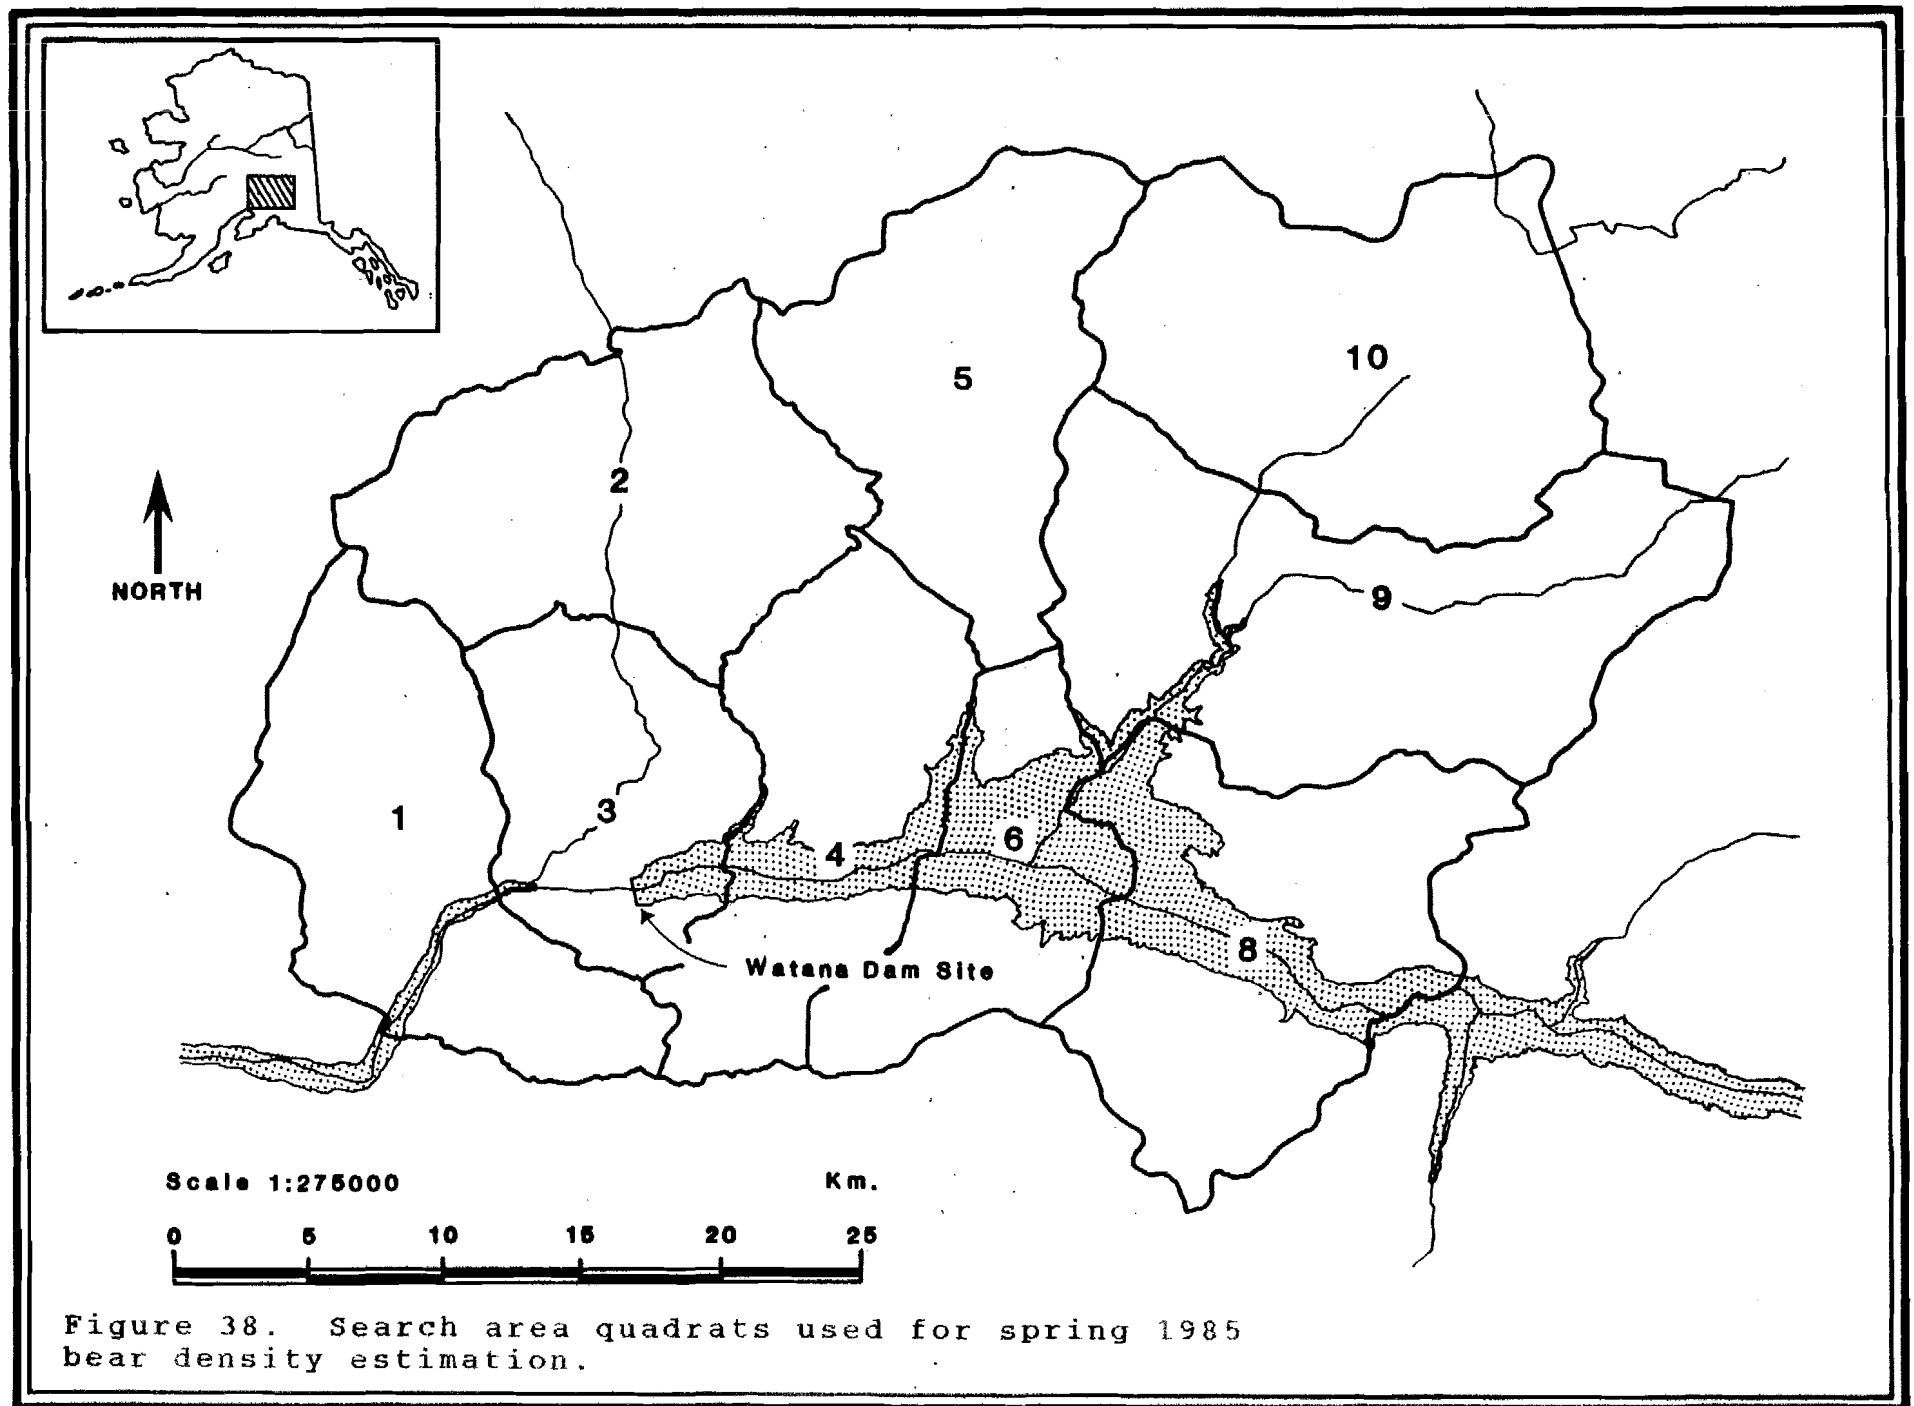 5
10
2
NORTH
9
1
3
4
6
8
Watana Dam Site
Scale 1:275000
Km.
0 5 10 15 20 25
Figure 38. Search area quadrats used for spring 1985
bear density estimation.